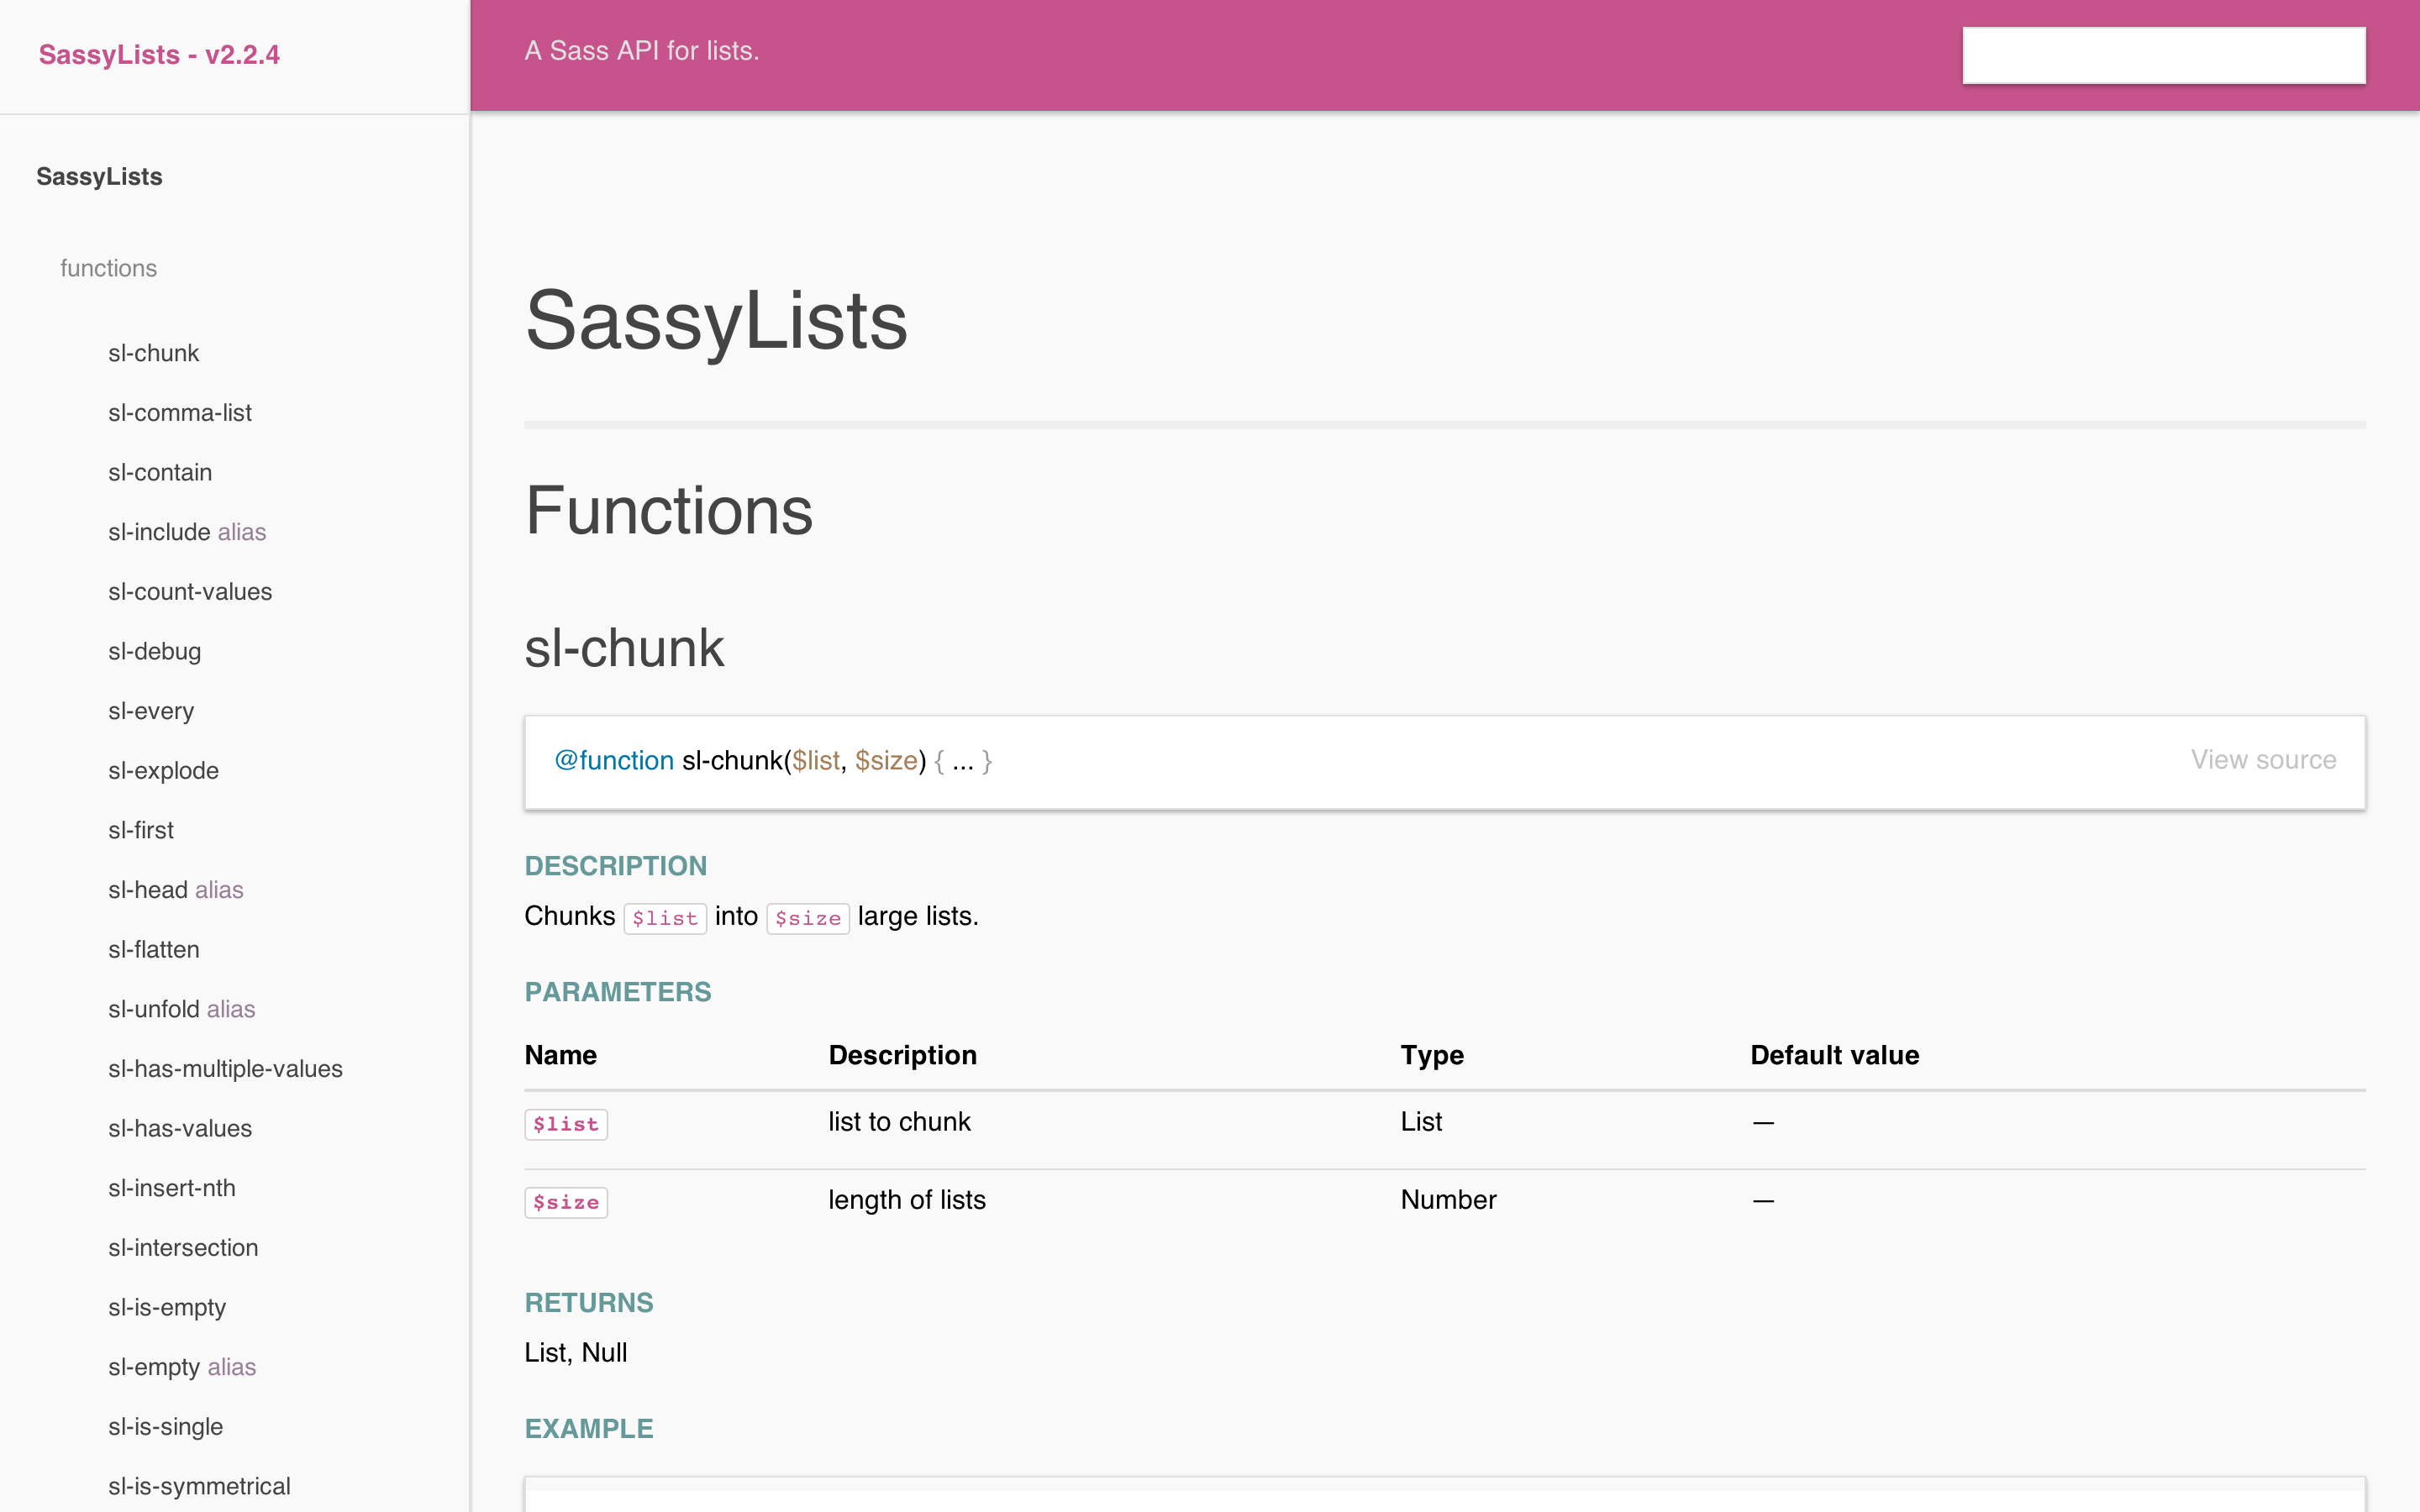 SassyLists - v2.2.4
A Sass API for lists.
SassyLists
functions
sl-chunk
sl-comma-list
sl-contain
sl-include alias
sl-count-values
sl-debug
sl-every
sl-explode
sl-first
sl-head alias
sl-flatten
sl-unfold alias
sl-has-multiple-values
sl-has-values
sl-insert-nth
sl-intersection
sl-is-empty
sl-empty alias
sl-is-single
sl-is-symmetrical
SassyLists
Functions
sl-chunk
@function sl-chunk($list, $size) { ... }
View source
DESCRIPTION
Chunks $list into $size large lists.
PARAMETERS
Name Description Type Default value
$list list to chunk List —
$size length of lists Number —
RETURNS
List, Null
EXAMPLE